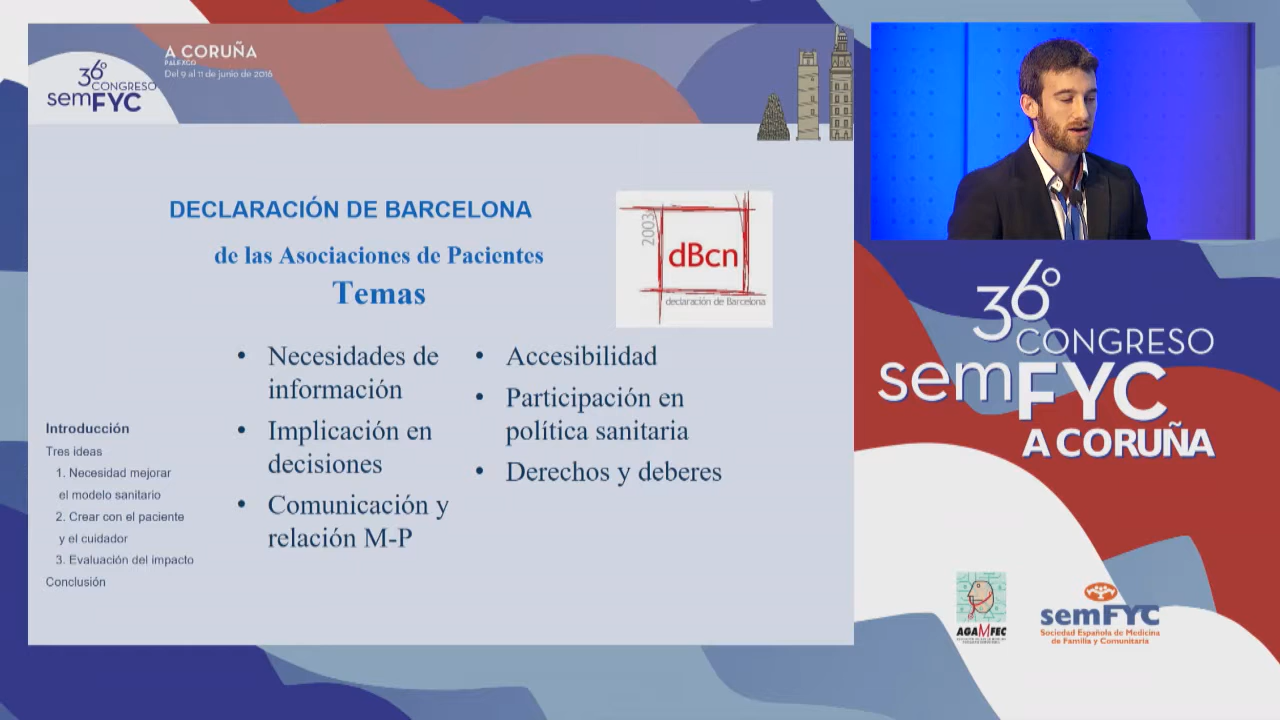 36º
CONGRESO
semFYC
A CORUÑA
PALEXCO
Del 9 al 11 de junio de 2016
DECLARACIÓN DE BARCELONA
de las Asociaciones de Pacientes
Temas
2003
dBcn
declaración de Barcelona
• Necesidades de
información
• Implicación en
decisiones
• Comunicación y
relación M-P
• Accesibilidad
• Participación en
política sanitaria
• Derechos y deberes
Introducción
Tres ideas
1. Necesidad mejorar
el modelo sanitario
2. Crear con el paciente
y el cuidador
3. Evaluación del impacto
Conclusión
36º
CONGRESO
semFYC
A CORUÑA
AGAMFEC
semFYC
Sociedad Española de Medicina
de Familia y Comunitaria